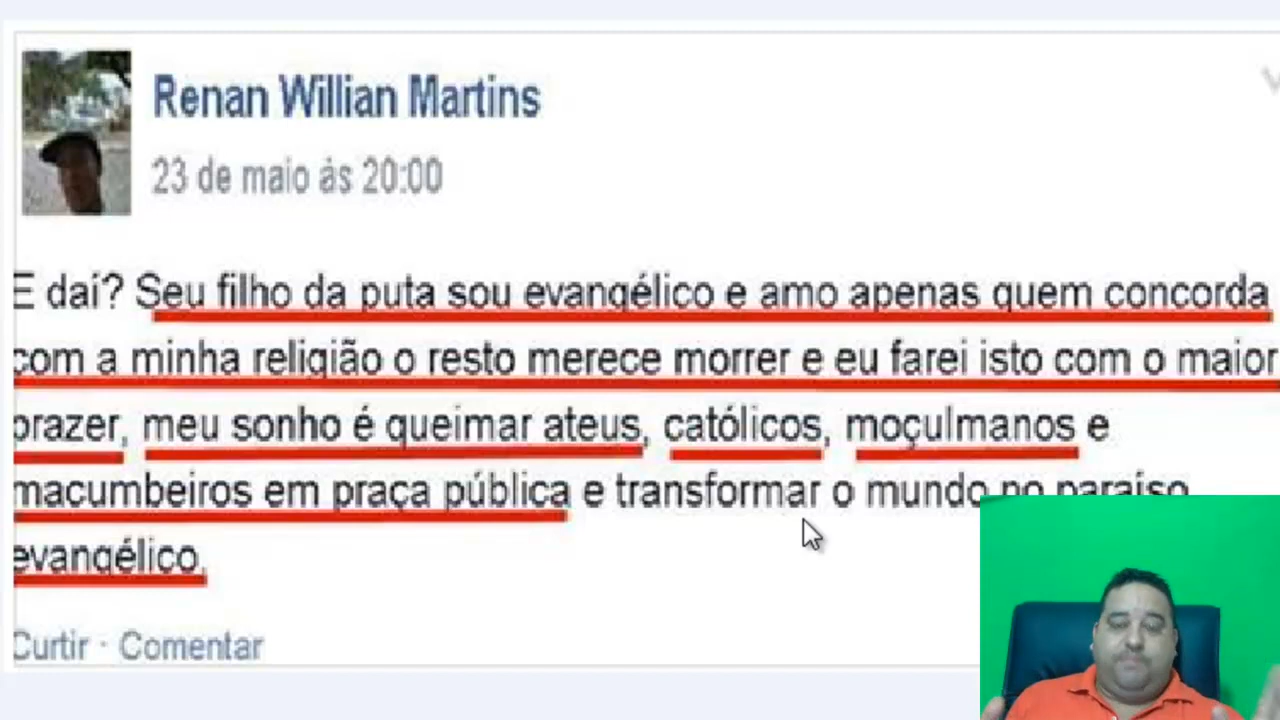 Renan Willian Martins
23 de maio às 20:00
E daí? Seu filho da puta sou evangélico e amo apenas quem concorda
com a minha religião o resto merece morrer e eu farei isto com o maior
prazer, meu sonho é queimar ateus, católicos, moçulmanos e
macumbeiros em praça pública e transformar o mundo no paraíso
evangélico.
Curtir · Comentar